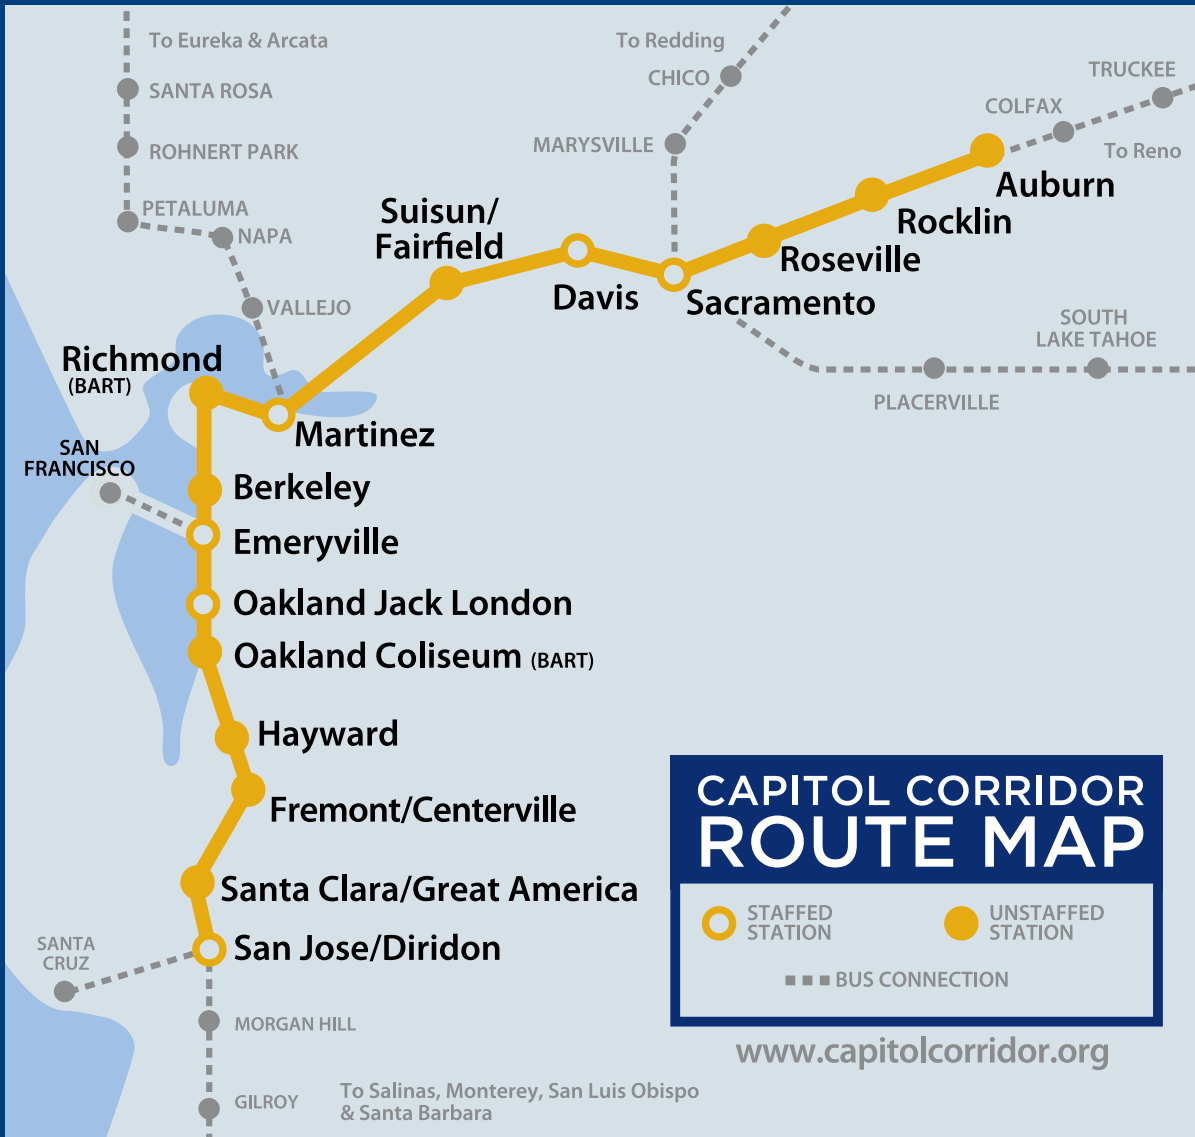 To Eureka & Arcata
SANTA ROSA
ROHNERT PARK
PETALUMA
NAPA
VALLEJO
To Redding
CHICO
MARYSVILLE
TRUCKEE
COLFAX
To Reno
Auburn
Rocklin
Roseville
Sacramento
Davis
Suisun/
Fairfield
SOUTH
LAKE TAHOE
PLACERVILLE
Richmond
(BART)
Martinez
SAN
FRANCISCO
Berkeley
Emeryville
Oakland Jack London
Oakland Coliseum (BART)
Hayward
Fremont/Centerville
Santa Clara/Great America
San Jose/Diridon
SANTA
CRUZ
MORGAN HILL
GILROY
To Salinas, Monterey, San Luis Obispo
& Santa Barbara
CAPITOL CORRIDOR
ROUTE MAP
STAFFED
STATION
UNSTAFFED
STATION
BUS CONNECTION
www.capitolcorridor.org